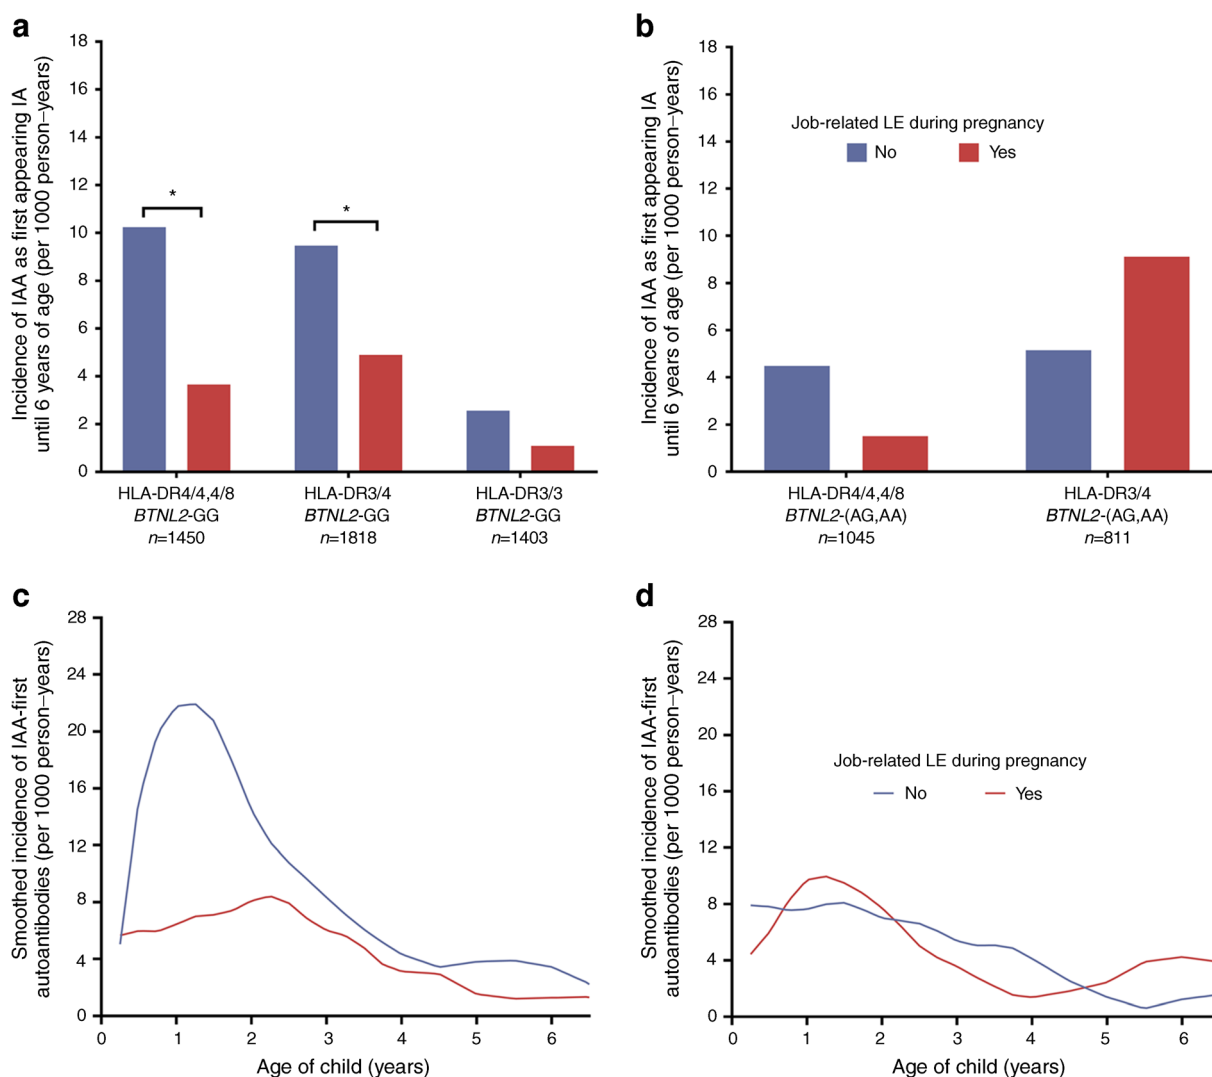 a
Incidence of IAA as first appearing IA
until 6 years of age (per 1000 person–years)
18
16
14
12
10
8
6
4
2
0
*
*
HLA-DR4/4,4/8
BTNL2-GG
n=1450
HLA-DR3/4
BTNL2-GG
n=1818
HLA-DR3/3
BTNL2-GG
n=1403
b
Incidence of IAA as first appearing IA
until 6 years of age (per 1000 person–years)
18
16
14
12
10
8
6
4
2
0
Job-related LE during pregnancy
No Yes
HLA-DR4/4,4/8
BTNL2-(AG,AA)
n=1045
HLA-DR3/4
BTNL2-(AG,AA)
n=811
c
Smoothed incidence of IAA-first
autoantibodies (per 1000 person–years)
28
24
20
16
12
8
4
0
0 1 2 3 4 5 6
Age of child (years)
d
Smoothed incidence of IAA-first
autoantibodies (per 1000 person–years)
28
24
20
16
12
8
4
0
Job-related LE during pregnancy
No Yes
0 1 2 3 4 5 6
Age of child (years)